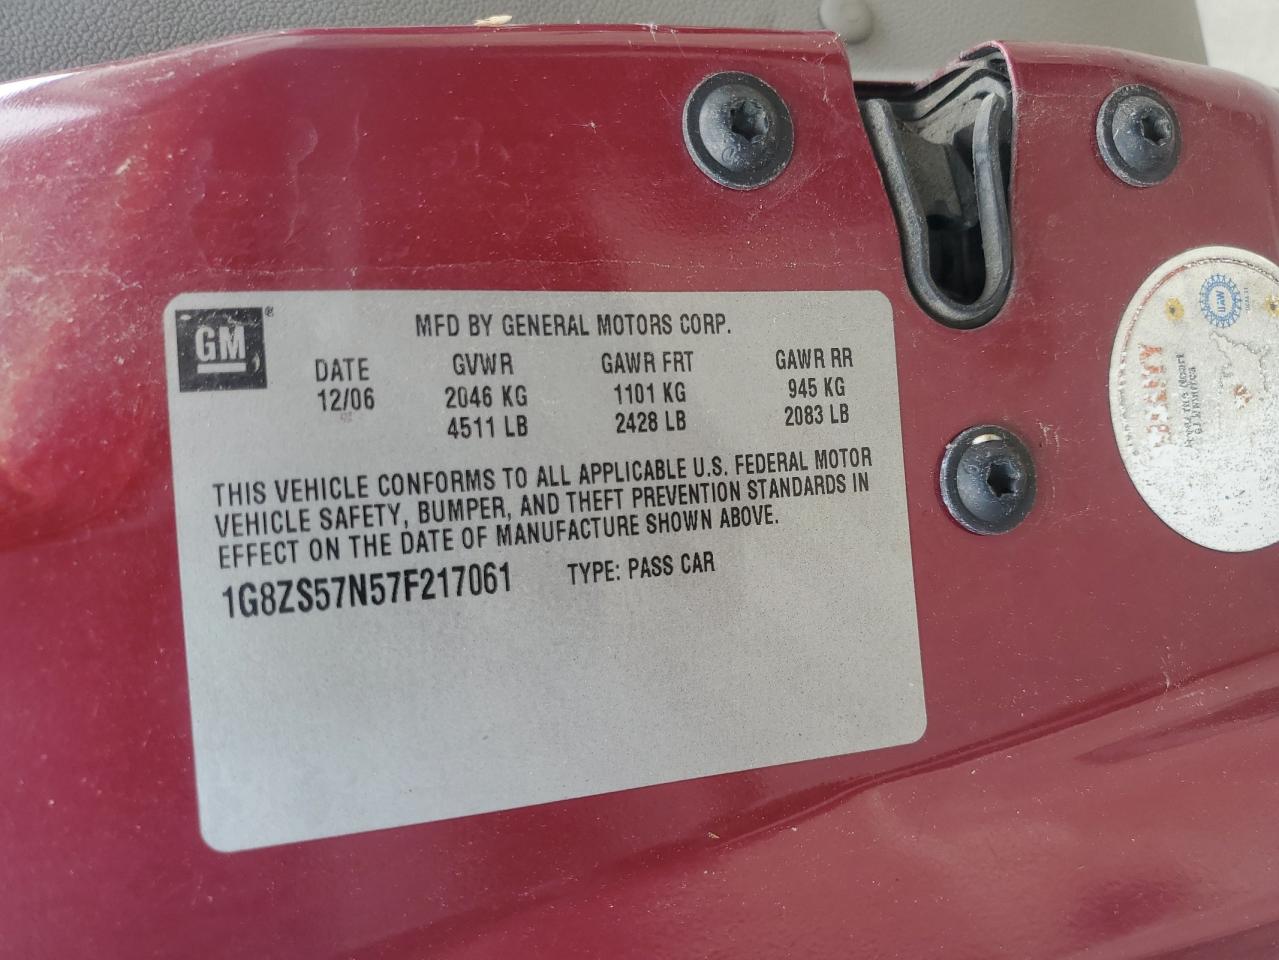 GM
MFD BY GENERAL MOTORS CORP.
DATE GVWR GAWR FRT GAWR RR
12/06 2046 KG 1101 KG 945 KG
4511 LB 2428 LB 2083 LB
THIS VEHICLE CONFORMS TO ALL APPLICABLE U.S. FEDERAL MOTOR
VEHICLE SAFETY, BUMPER, AND THEFT PREVENTION STANDARDS IN
EFFECT ON THE DATE OF MANUFACTURE SHOWN ABOVE.
1G8ZS57N57F217061 TYPE: PASS CAR
UAW